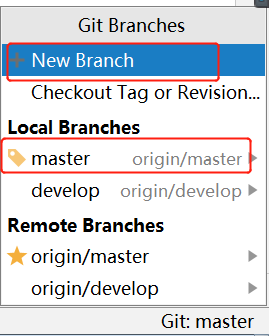 Git Branches
New Branch
Checkout Tag or Revision...
Local Branches
master origin/master
develop origin/develop
Remote Branches
origin/master
origin/develop
Git: master